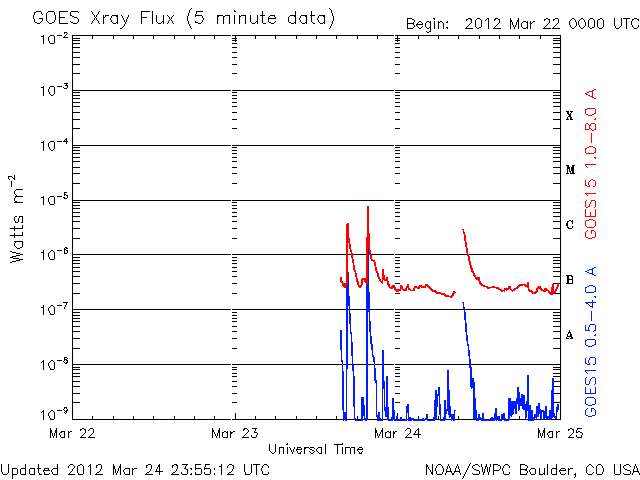 GOES Xray Flux (5 minute data)
Begin: 2012 Mar 22 0000 UTC
10⁻²
10⁻³
10⁻⁴
10⁻⁵
10⁻⁶
10⁻⁷
10⁻⁸
10⁻⁹
Watts m⁻²
X
M
C
B
A
GOES15 1.0-8.0 A
GOES15 0.5-4.0 A
Mar 22
Mar 23
Mar 24
Mar 25
Universal Time
Updated 2012 Mar 24 23:55:12 UTC
NOAA/SWPC Boulder, CO USA